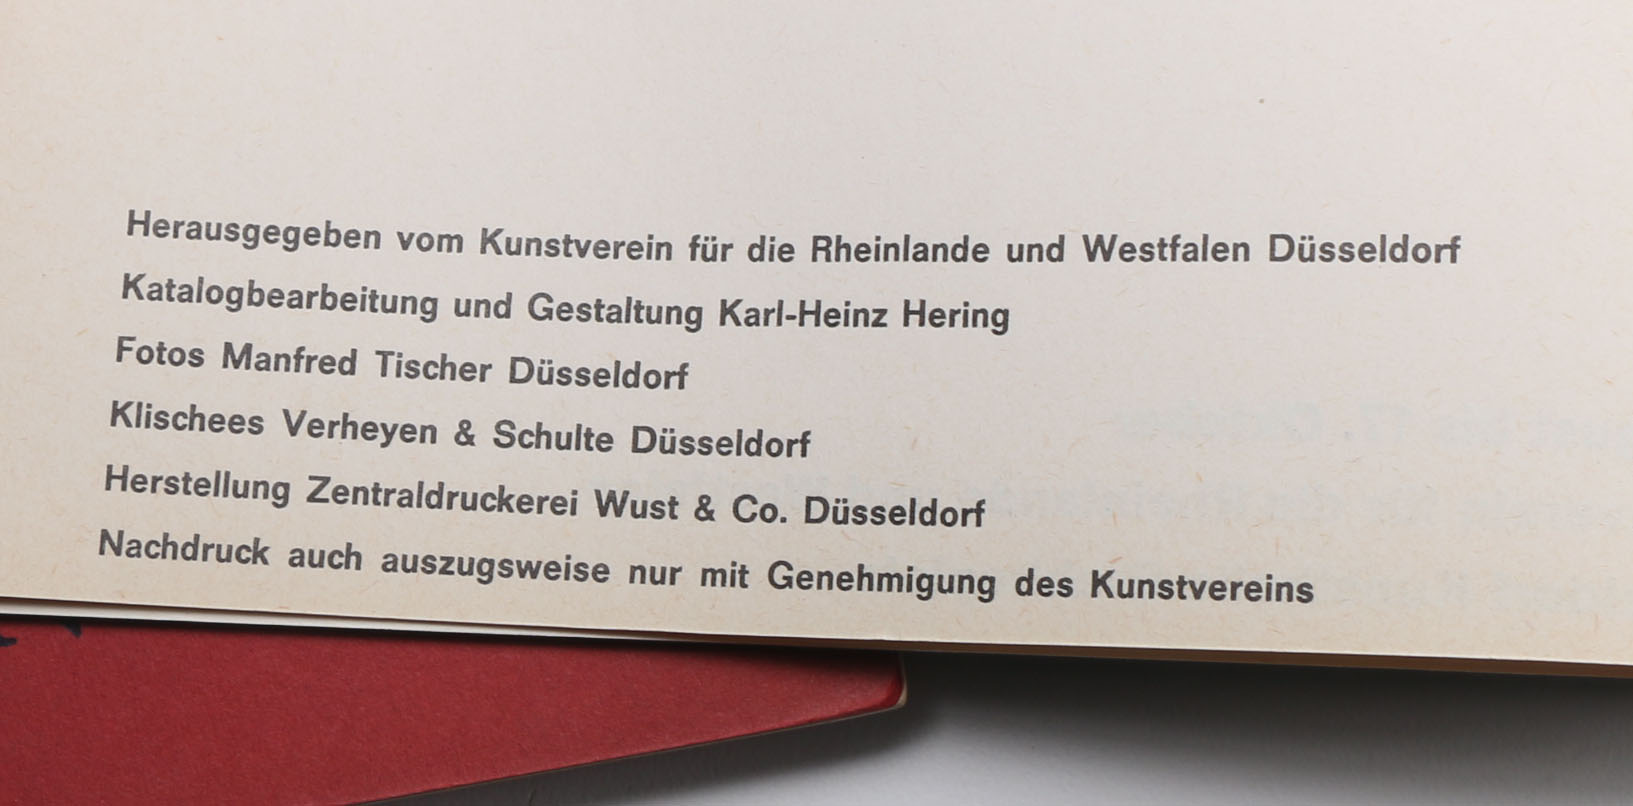 Herausgegeben vom Kunstverein für die Rheinlande und Westfalen Düsseldorf
Katalogbearbeitung und Gestaltung Karl-Heinz Hering
Fotos Manfred Tischer Düsseldorf
Klischees Verheyen & Schulte Düsseldorf
Herstellung Zentraldruckerei Wust & Co. Düsseldorf
Nachdruck auch auszugsweise nur mit Genehmigung des Kunstvereins